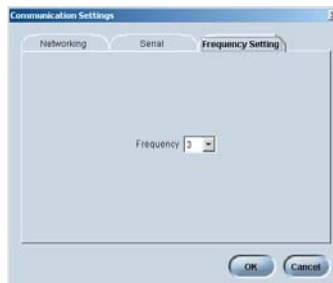 Communication Settings
Networking Serial Frequency Setting
Frequency 3
OK Cancel